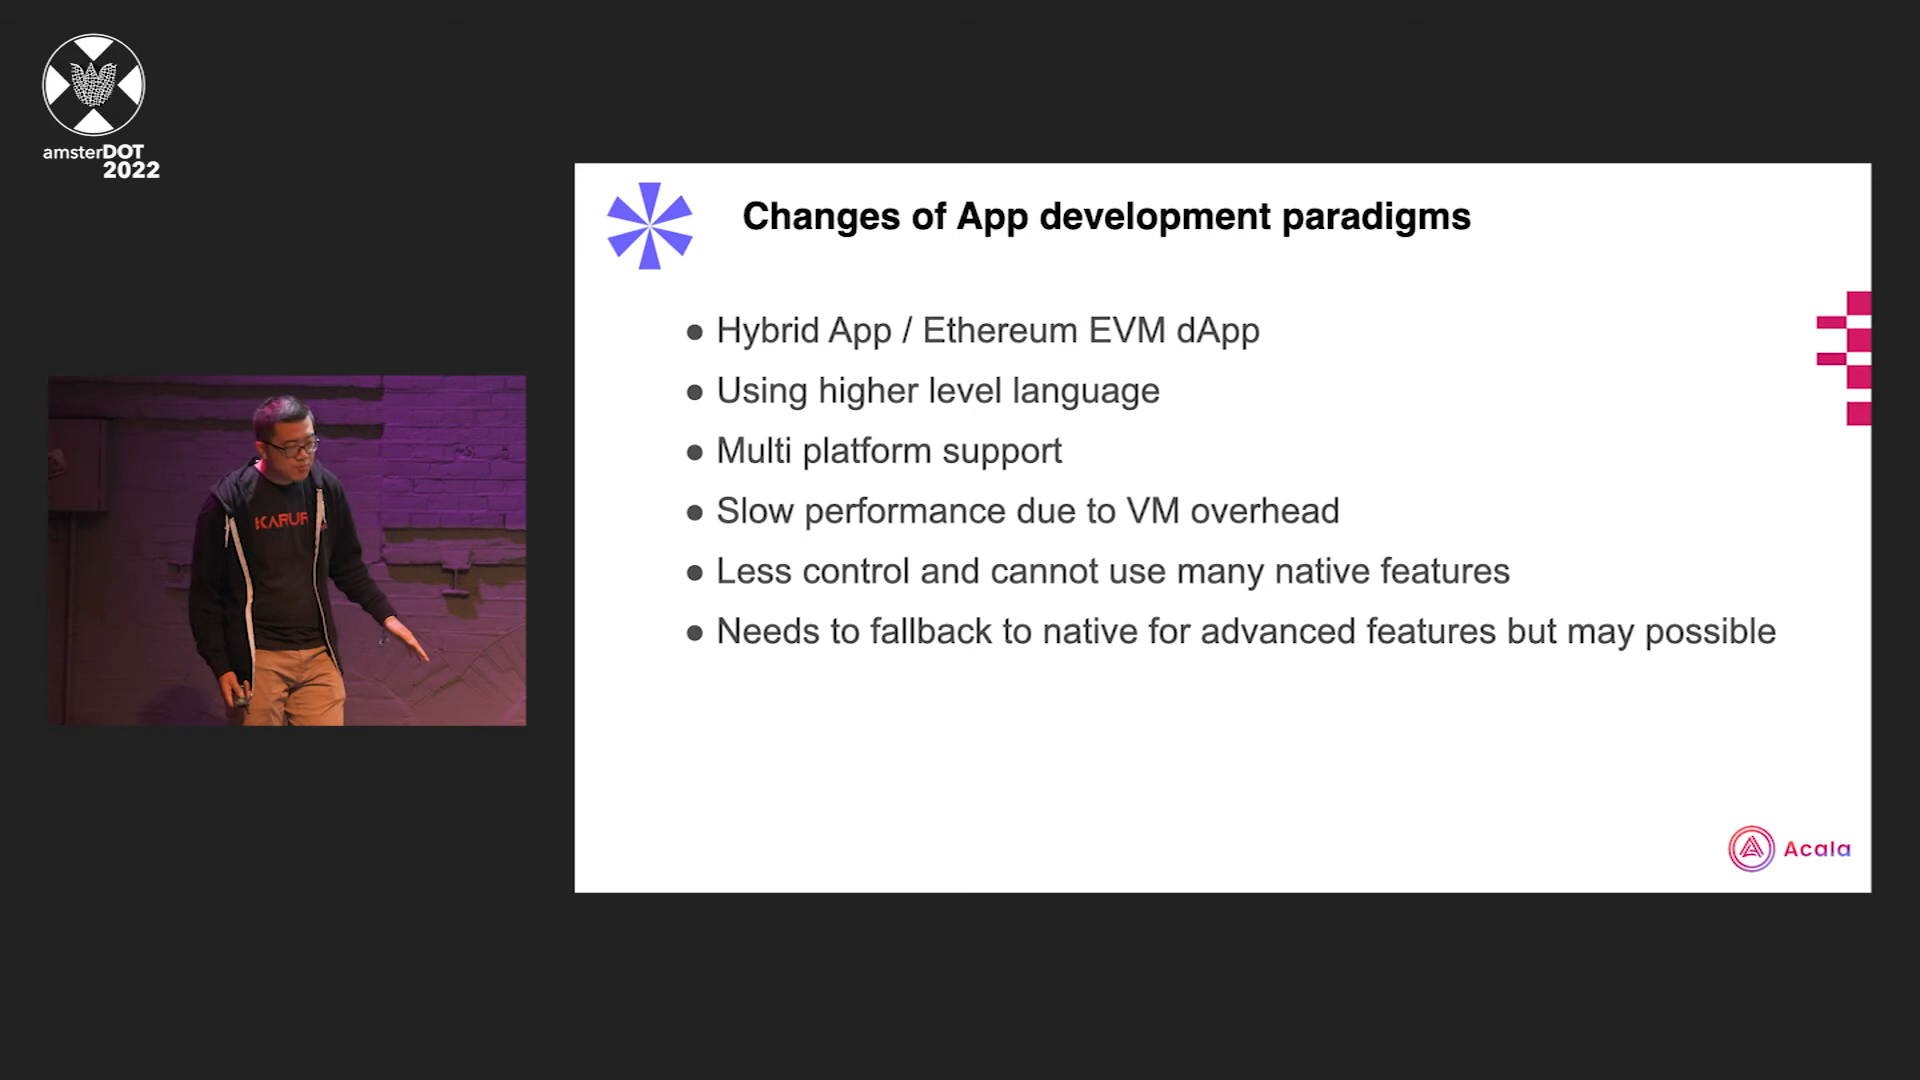 amsterDOT
2022
Changes of App development paradigms
● Hybrid App / Ethereum EVM dApp
● Using higher level language
● Multi platform support
● Slow performance due to VM overhead
● Less control and cannot use many native features
● Needs to fallback to native for advanced features but may possible
KARUR
Acala